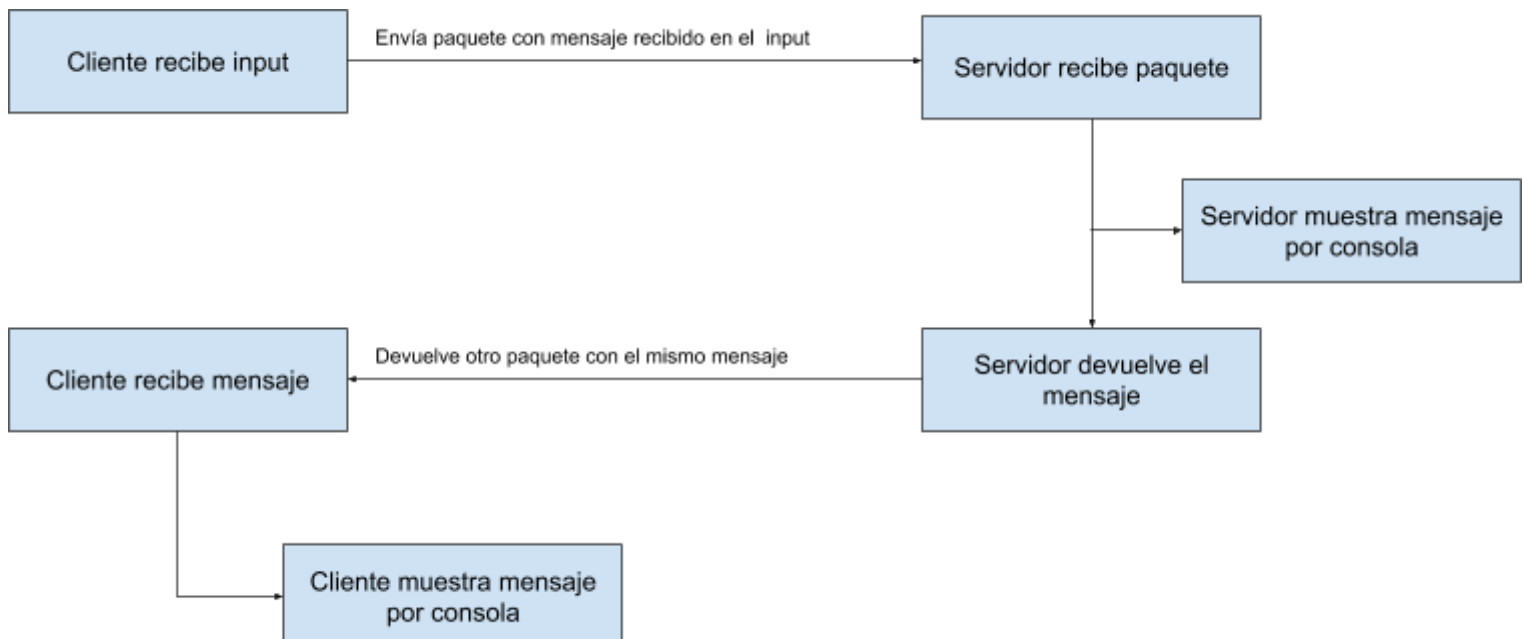 Cliente recibe input
Envía paquete con mensaje recibido en el input
Servidor recibe paquete
Servidor muestra mensaje
por consola
Cliente recibe mensaje
Devuelve otro paquete con el mismo mensaje
Servidor devuelve el
mensaje
Cliente muestra mensaje
por consola